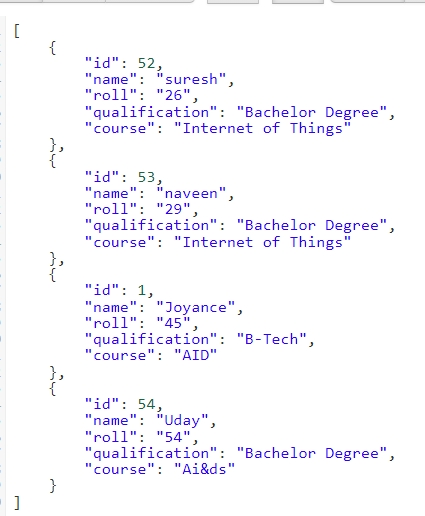 [
{
"id": 52,
"name": "suresh",
"roll": "26",
"qualification": "Bachelor Degree",
"course": "Internet of Things"
},
{
"id": 53,
"name": "naveen",
"roll": "29",
"qualification": "Bachelor Degree",
"course": "Internet of Things"
},
{
"id": 1,
"name": "Joyance",
"roll": "45",
"qualification": "B-Tech",
"course": "AID"
},
{
"id": 54,
"name": "Uday",
"roll": "54",
"qualification": "Bachelor Degree",
"course": "Ai&ds"
}
]